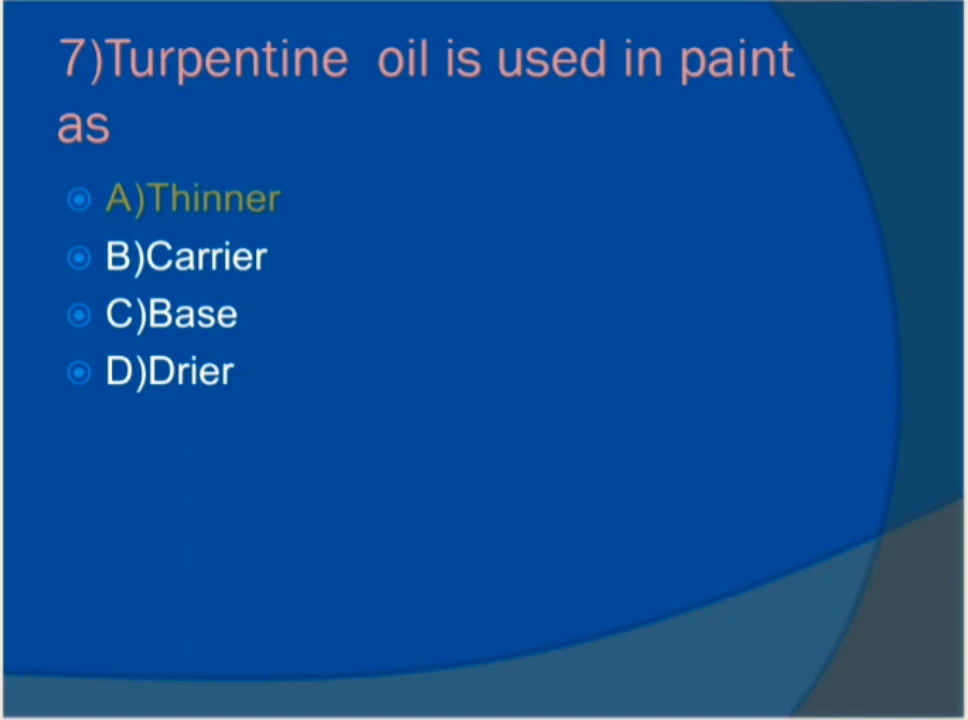 7)Turpentine  oil is used in paint
as
A)Thinner
B)Carrier
C)Base
D)Drier